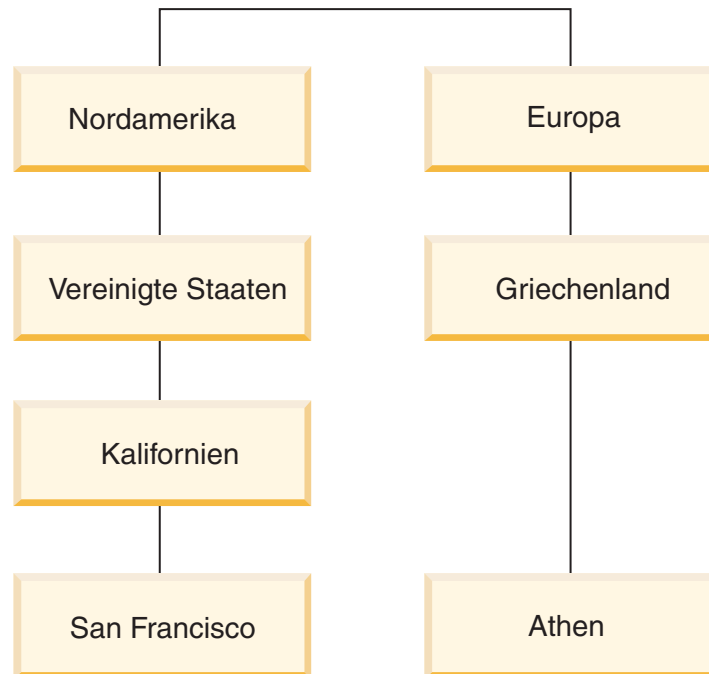 Nordamerika
Europa
Vereinigte Staaten
Griechenland
Kalifornien
San Francisco
Athen